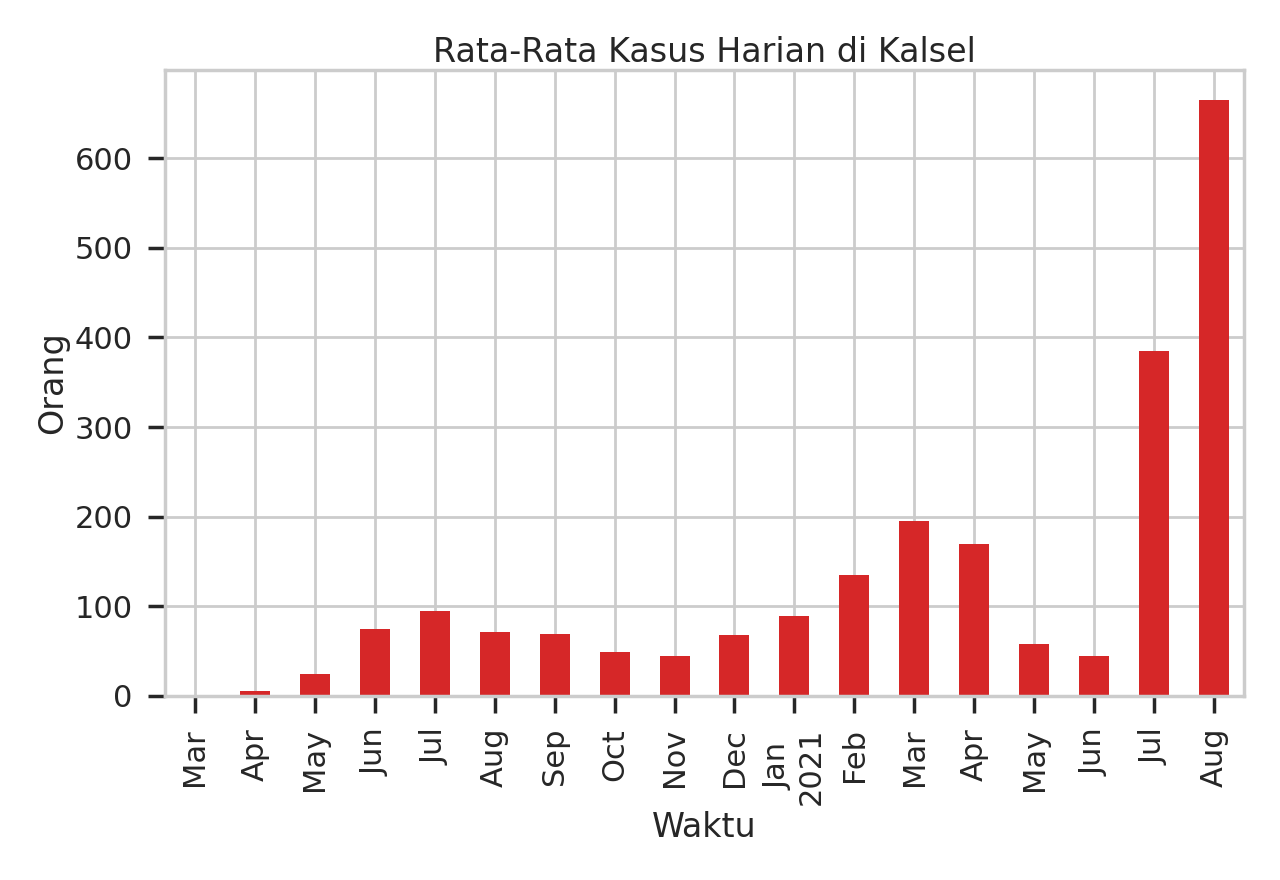 Rata-Rata Kasus Harian di Kalsel
600
500
400
300
200
100
0
Orang
Mar
Apr
May
Jun
Jul
Aug
Sep
Oct
Nov
Dec
Jan
2021
Feb
Mar
Apr
May
Jun
Jul
Aug
Waktu